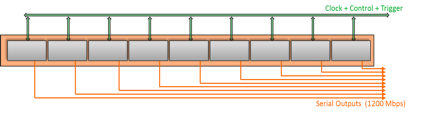 Clock + Control + Trigger
Serial Outputs (1200 Mbps)